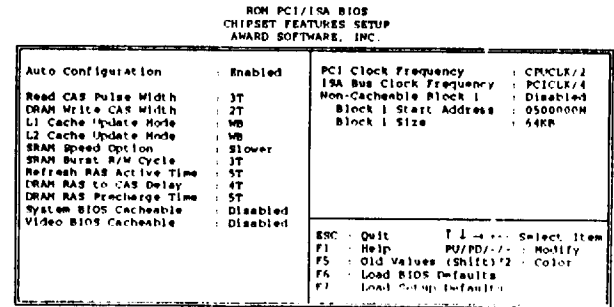 ROM PCI/ISA BIOS
CHIPSET FEATURES SETUP
AWARD SOFTWARE, INC.
Auto Configuration : Enabled
Read CAS Pulse Width : 3T
DRAM Write CAS Width : 2T
L1 Cache Update Mode : WB
L2 Cache Update Mode : WB
SRAM Speed Option : Slower
SRAM Burst R/W Cycle : 3T
Refresh RAS Active Time : 5T
DRAM RAS to CAS Delay : 4T
DRAM RAS Precharge Time : 5T
System BIOS Cacheable : Disabled
Video BIOS Cacheable : Disabled
PCI Clock Frequency : CPUCLK/2
ISA Bus Clock Frequency : PCICLK/4
Non-Cacheable Block 1 : Disabled
Block 1 Start Address : 0500000H
Block 1 Size : 64KB
ESC : Quit ↑ ↓ → ← : Select Item
F1 : Help PU/PD/+/- : Modify
F5 : Old Values (Shift)F2 : Color
F6 : Load BIOS Defaults
F7 : Load Setup Defaults